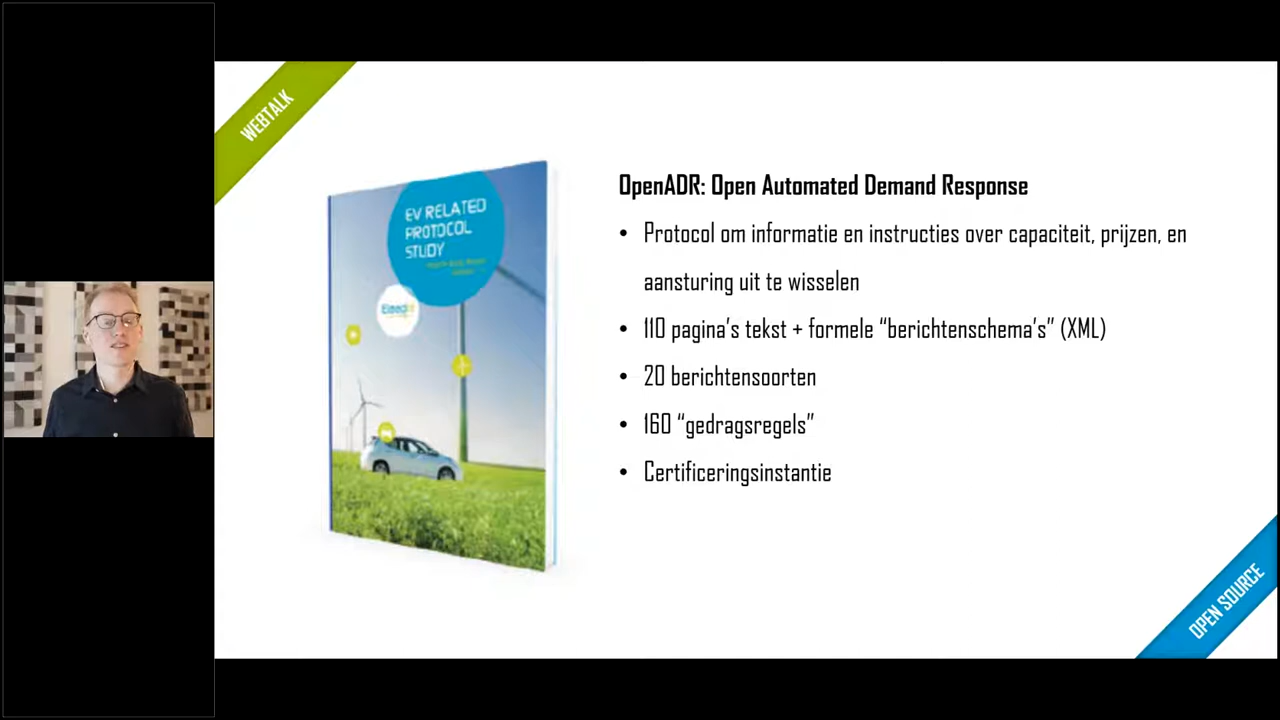 WEBTALK
EV RELATED
PROTOCOL
STUDY
OpenADR: Open Automated Demand Response
• Protocol om informatie en instructies over capaciteit, prijzen, en
aansturing uit te wisselen
• 110 pagina's tekst + formele “berichtenschema's” (XML)
• 20 berichtensoorten
• 160 “gedragsregels”
• Certificeringsinstantie
OPEN SOURCE